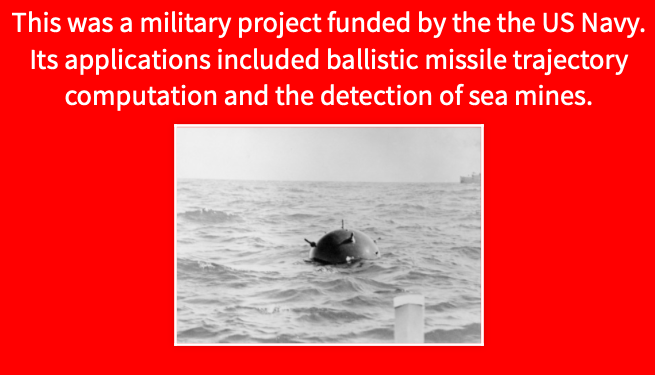 This was a military project funded by the the US Navy.
Its applications included ballistic missile trajectory
computation and the detection of sea mines.